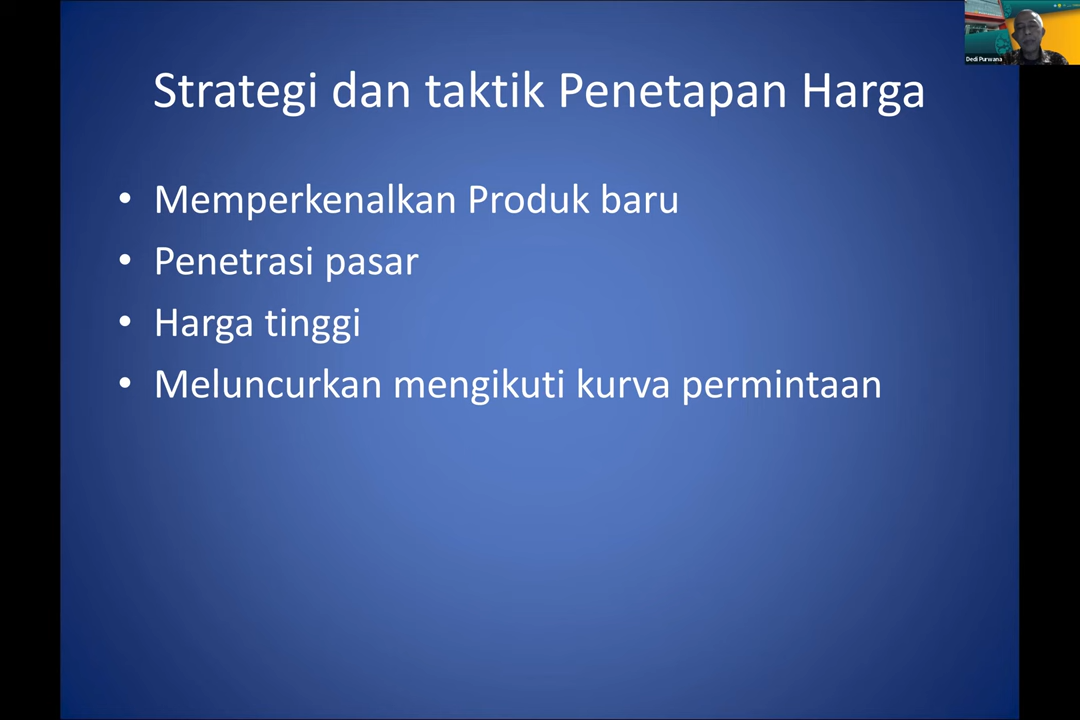 Strategi dan taktik Penetapan Harga
• Memperkenalkan Produk baru
• Penetrasi pasar
• Harga tinggi
• Meluncurkan mengikuti kurva permintaan
Dedi Purwana